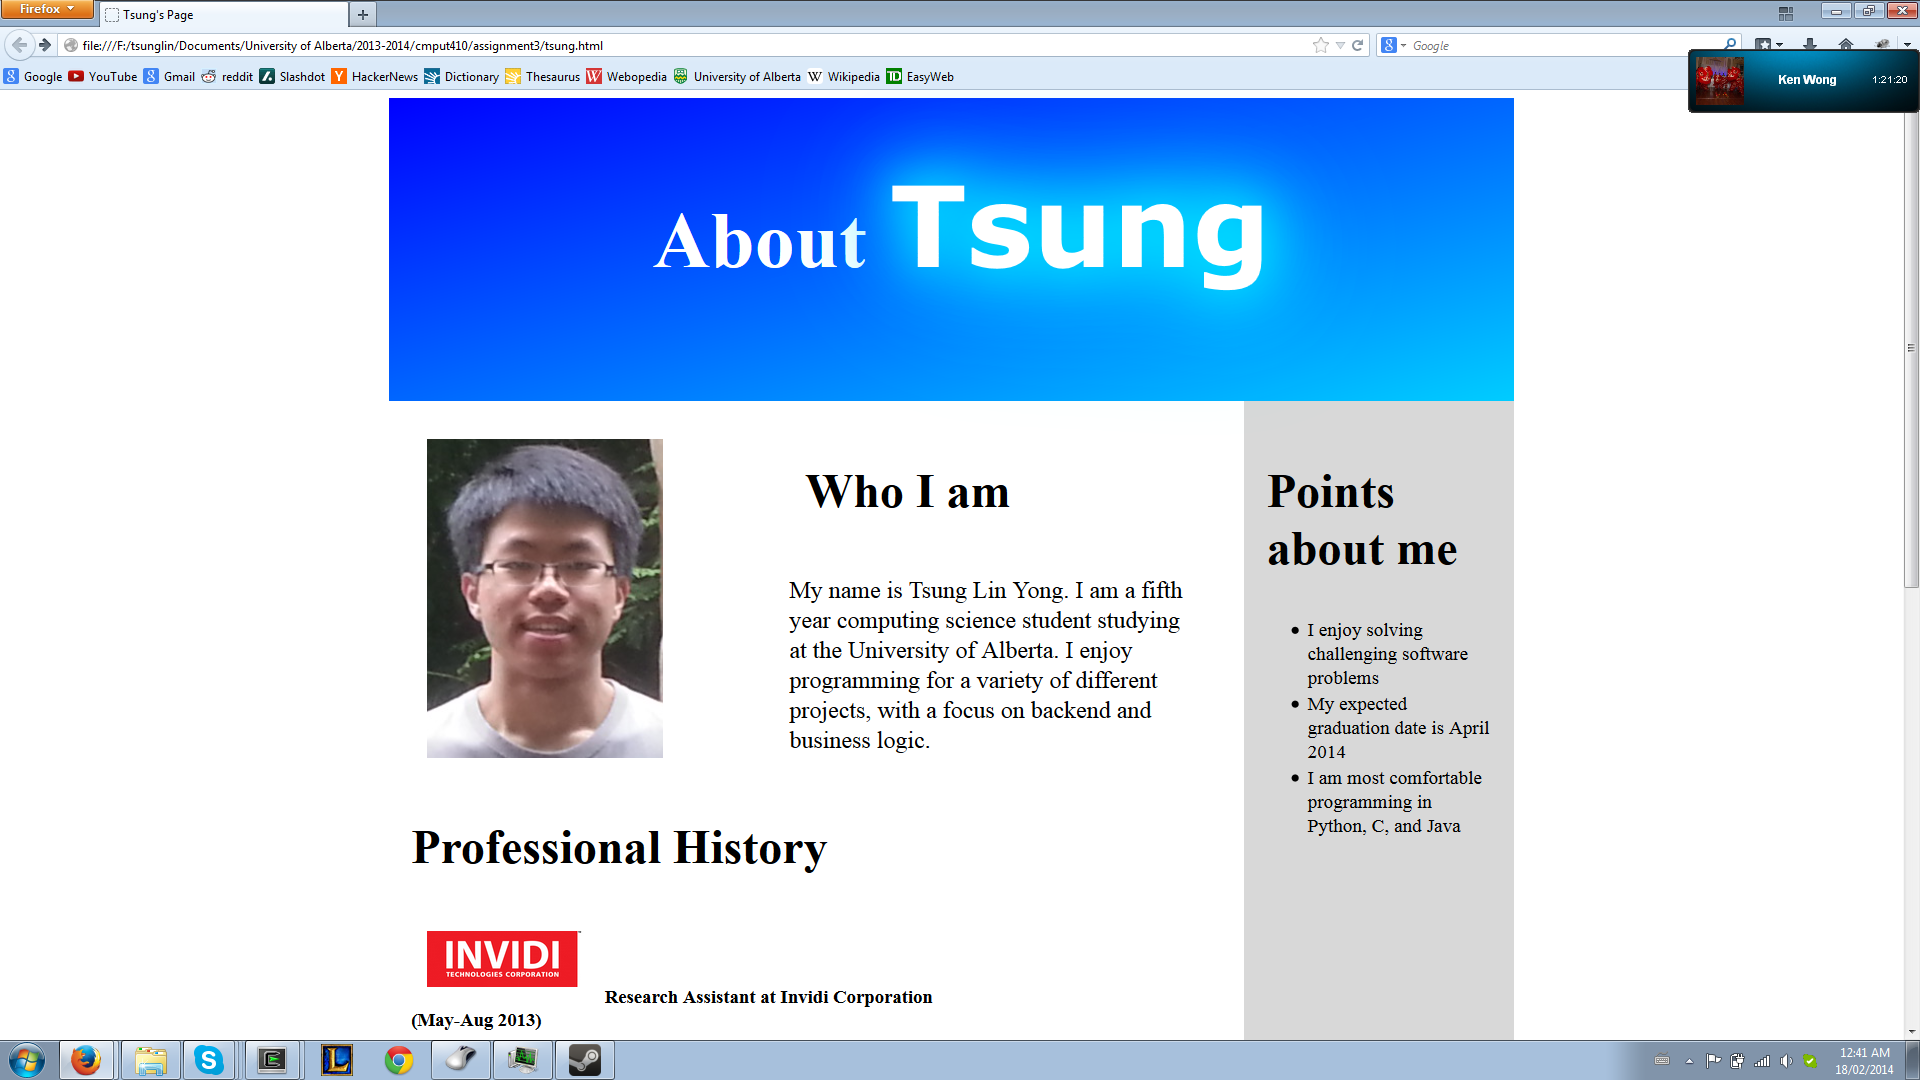 Firefox
Tsung's Page
file:///F:/tsunglin/Documents/University of Alberta/2013-2014/cmput410/assignment3/tsung.html
Google
Google YouTube Gmail reddit Slashdot HackerNews Dictionary Thesaurus Webopedia University of Alberta Wikipedia EasyWeb
Ken Wong 1:21:20
About Tsung
Who I am
My name is Tsung Lin Yong. I am a fifth
year computing science student studying
at the University of Alberta. I enjoy
programming for a variety of different
projects, with a focus on backend and
business logic.
Points
about me
I enjoy solving
challenging software
problems
My expected
graduation date is April
2014
I am most comfortable
programming in
Python, C, and Java
Professional History
INVIDI
TECHNOLOGIES CORPORATION
Research Assistant at Invidi Corporation
(May-Aug 2013)
12:41 AM
18/02/2014